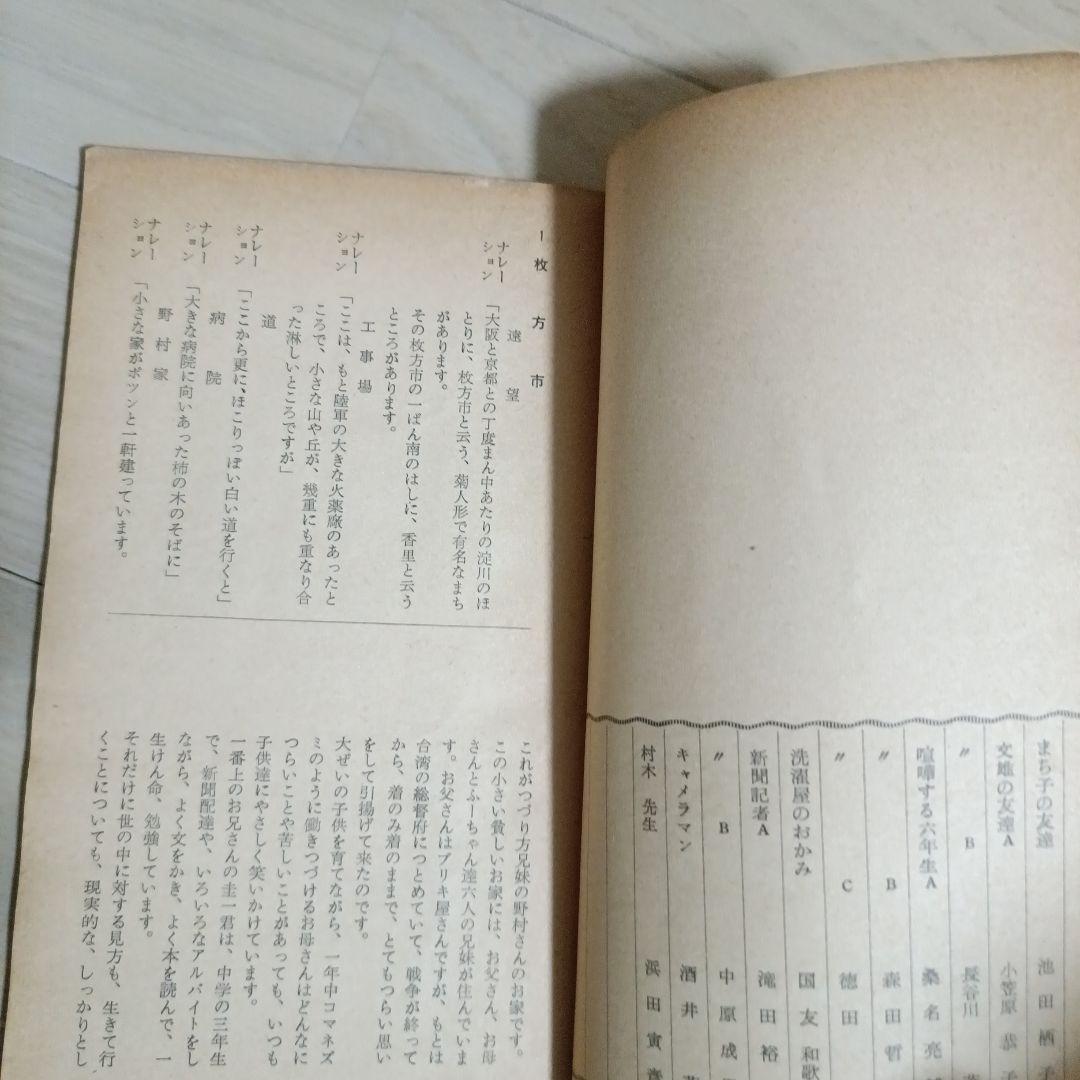 まち子の友達　池田栖子
文雄の友達A　小笠原恭子
〃　B　長谷川
喧嘩する六年生A　桑名亮
〃　B　森田哲
〃　C　徳田
洗濯屋のおかみ　国友和歌
新聞記者A　滝田裕
〃　B　中原成
キャメラマン　酒井
村木先生　浜田寅
1 枚方市
遠望
ナレーション「大阪と京都との丁度まん中あたりの淀川のほ
とりに、枚方市と云う、菊人形で有名なまち
があります。
その枚方市の一ばん南のはしに、香里と云う
ところがあります。
工事場
ナレーション「ここは、もと陸軍の大きな火薬廠のあったと
ころで、小さな山や丘が、幾重にも重なり合
った淋しいところですが」
道
ナレーション「ここから更に、ほこりっぽい白い道を行くと」
病院
ナレーション「大きな病院に向いあった柿の木のそばに」
野村家
ナレーション「小さな家がポツンと一軒建っています。
これがつづり方兄妹の野村さんのお家です。
この小さい貧しいお家には、お父さん、お母
さんとふーちゃん達六人の兄妹が住んでいま
す。お父さんはブリキ屋さんですが、もとは
台湾の総督府につとめていて、戦争が終って
から、着のみ着のままで、とてもつらい思い
をして引揚げて来たのです。
大ぜいの子供を育てながら、一年中コマネズ
ミのように働きつづけるお母さんはどんなに
つらいことや苦しいことがあっても、いつも
子供達にやさしく笑いかけています。
一番上のお兄さんの圭一君は、中学の三年生
で、新聞配達や、いろいろなアルバイトをし
ながら、よく文をかき、よく本を読んで、一
生けん命、勉強しています。
それだけに世の中に対する見方も、生きて行
くことについても、現実的な、しっかりとし